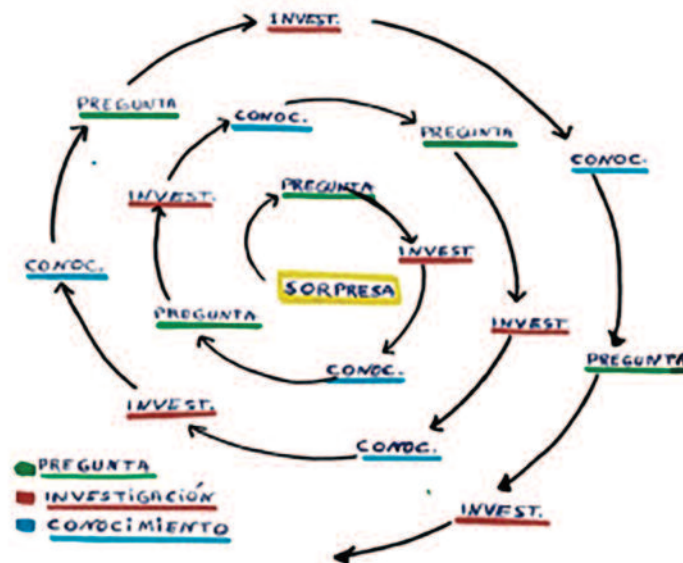 INVEST.
PREGUNTA
CONOC.
PREGUNTA
CONOC.
INVEST.
PREGUNTA
INVEST.
CONOC.
SORPRESA
PREGUNTA
INVEST
PREGUNTA
CONOC.
INVEST.
CONOC.
PREGUNTA
INVESTIGACIÓN
INVEST.
CONOCIMIENTO